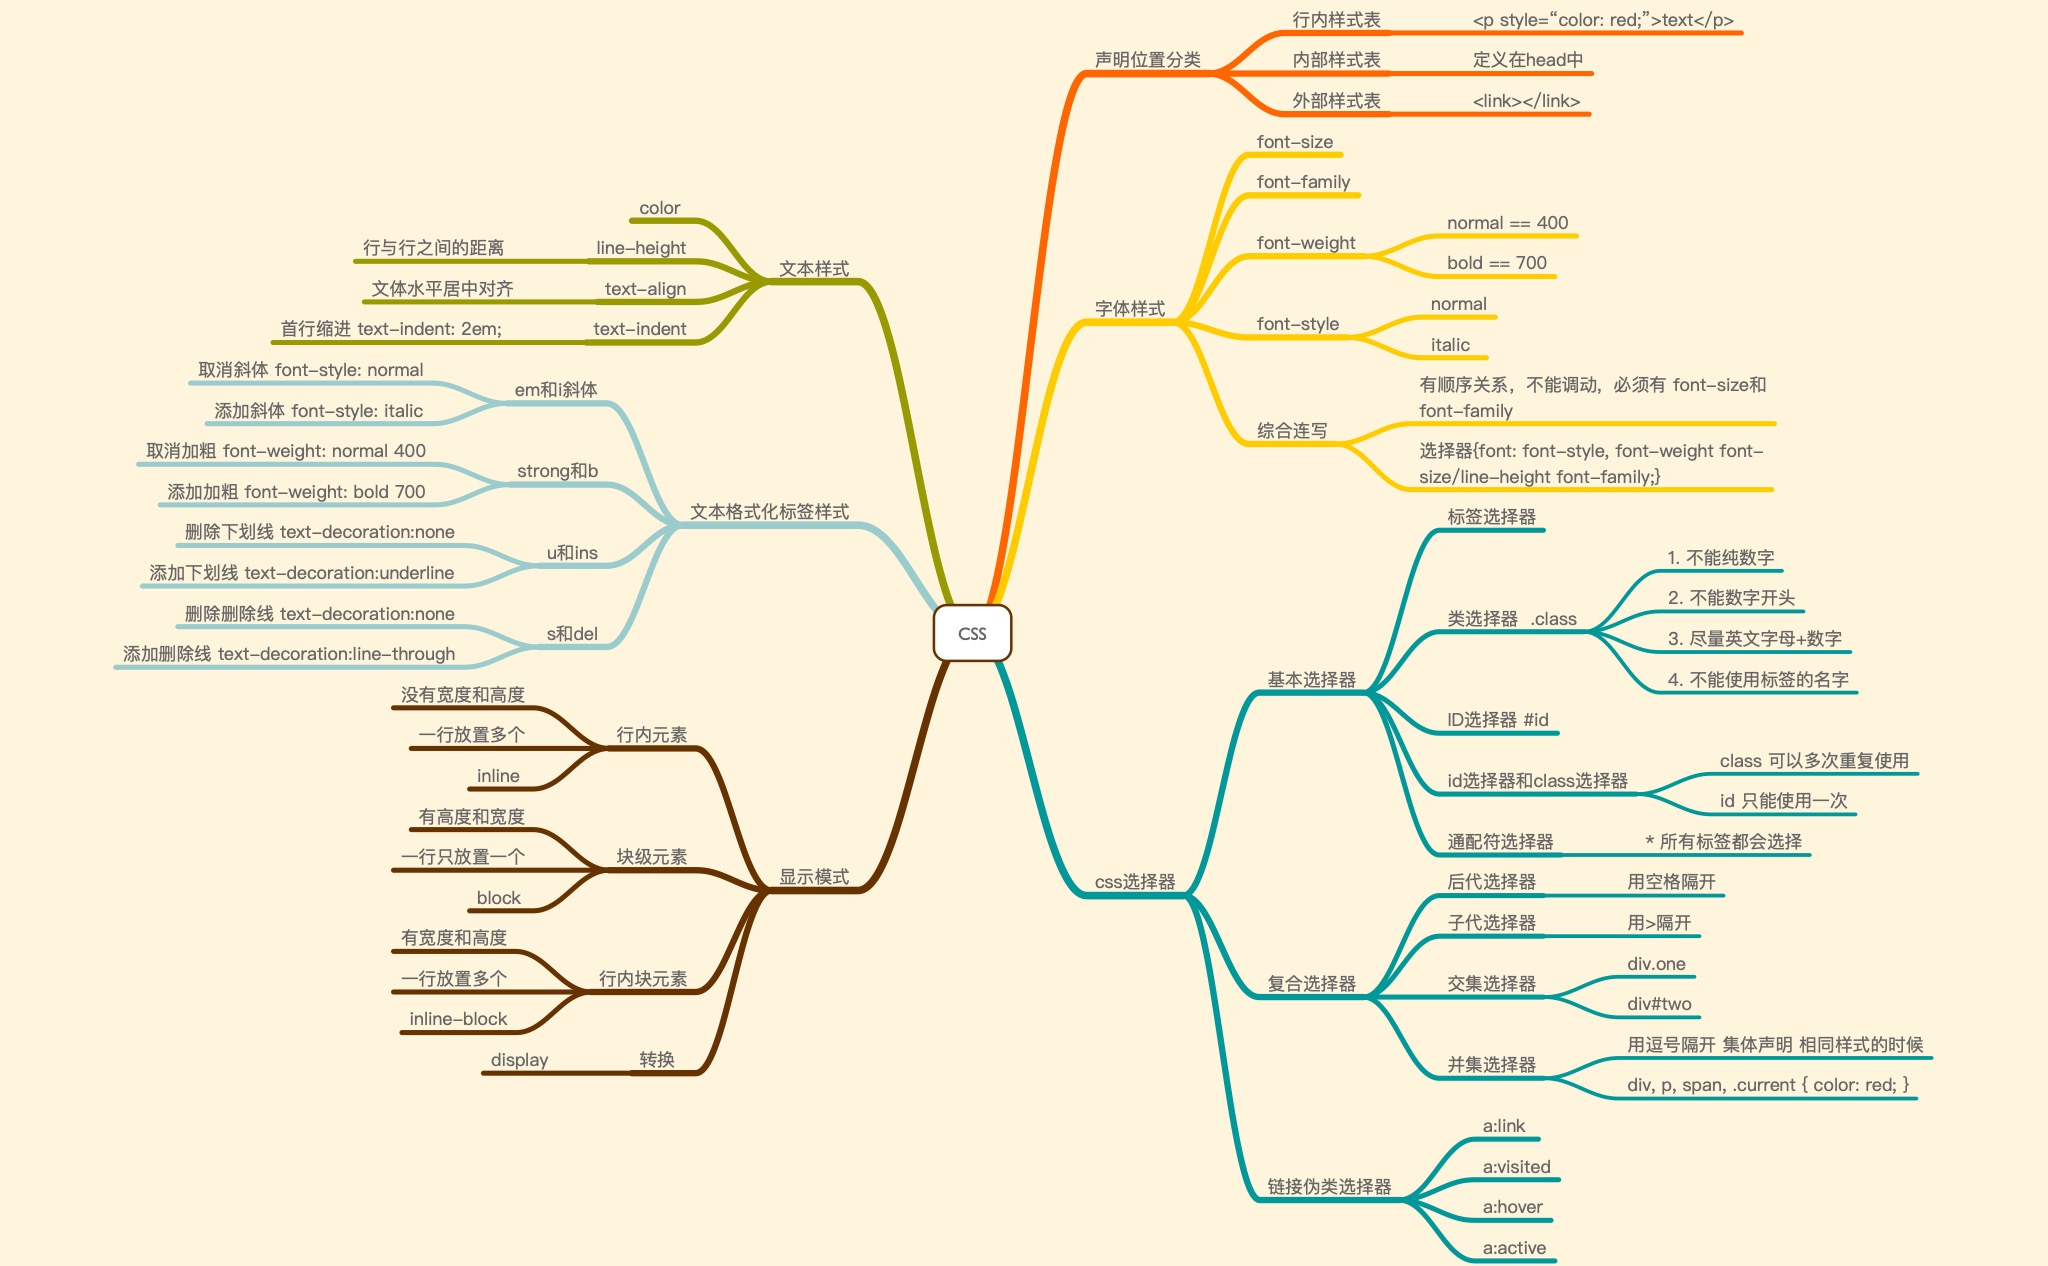 CSS
声明位置分类
行内样式表
<p style=“color: red;”>text</p>
内部样式表
定义在head中
外部样式表
<link></link>
字体样式
font-size
font-family
font-weight
normal == 400
bold == 700
font-style
normal
italic
综合连写
有顺序关系，不能调动，必须有 font-size和
font-family
选择器{font: font-style, font-weight font-
size/line-height font-family;}
css选择器
基本选择器
标签选择器
类选择器 .class
1. 不能纯数字
2. 不能数字开头
3. 尽量英文字母+数字
4. 不能使用标签的名字
ID选择器 #id
id选择器和class选择器
class 可以多次重复使用
id 只能使用一次
通配符选择器
* 所有标签都会选择
复合选择器
后代选择器
用空格隔开
子代选择器
用>隔开
交集选择器
div.one
div#two
并集选择器
用逗号隔开 集体声明 相同样式的时候
div, p, span, .current { color: red; }
链接伪类选择器
a:link
a:visited
a:hover
a:active
文本样式
color
line-height
行与行之间的距离
text-align
文体水平居中对齐
text-indent
首行缩进 text-indent: 2em;
文本格式化标签样式
em和i斜体
取消斜体 font-style: normal
添加斜体 font-style: italic
strong和b
取消加粗 font-weight: normal 400
添加加粗 font-weight: bold 700
u和ins
删除下划线 text-decoration:none
添加下划线 text-decoration:underline
s和del
删除删除线 text-decoration:none
添加删除线 text-decoration:line-through
显示模式
行内元素
没有宽度和高度
一行放置多个
inline
块级元素
有高度和宽度
一行只放置一个
block
行内块元素
有宽度和高度
一行放置多个
inline-block
转换
display